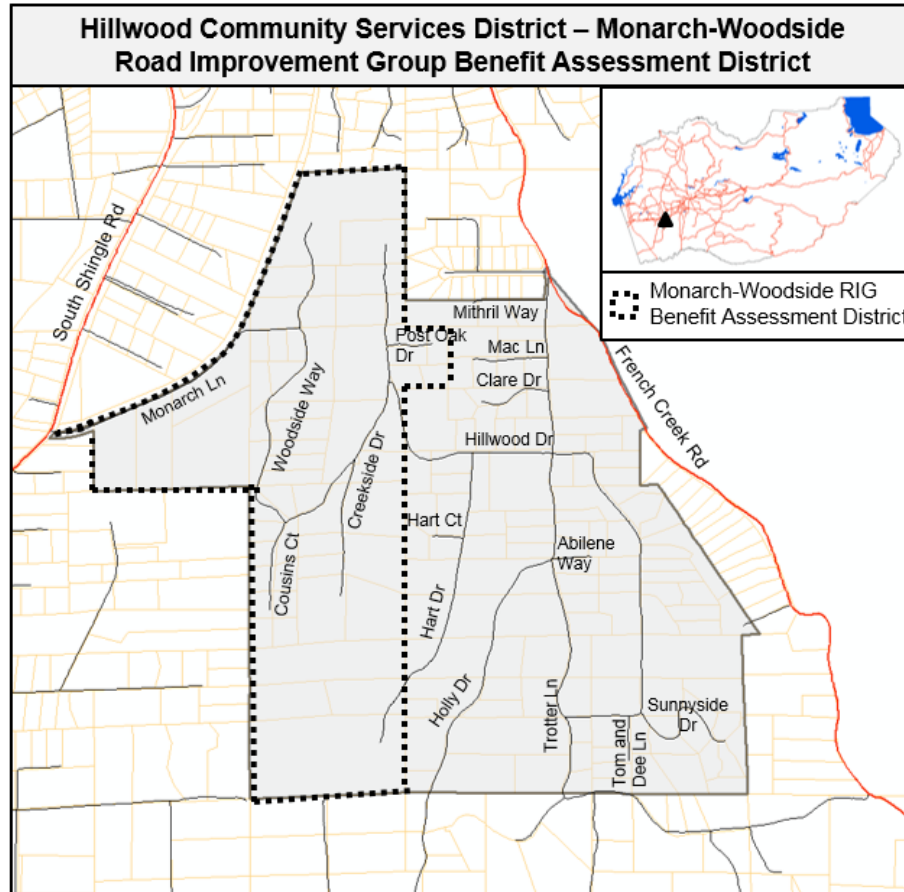 Hillwood Community Services District – Monarch-Woodside
Road Improvement Group Benefit Assessment District
South Shingle Rd
Monarch-Woodside RIG
Benefit Assessment District
Mithril Way
Post Oak
Dr
Mac Ln
Clare Dr
French Creek Rd
Monarch Ln
Woodside Way
Creekside Dr
Hillwood Dr
Hart Ct
Abilene
Way
Cousins Ct
Hart Dr
Holly Dr
Trotter Ln
Tom and
Dee Ln
Sunnyside
Dr